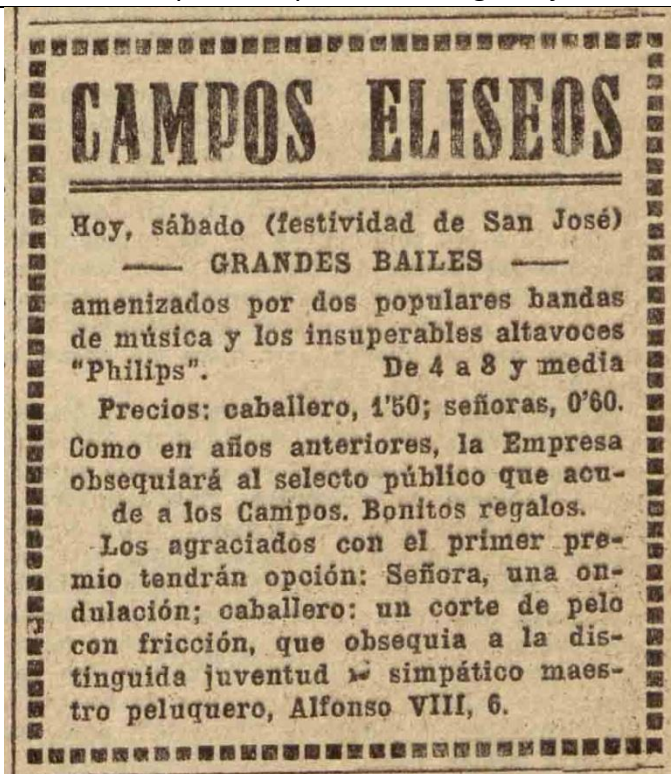 CAMPOS ELISEOS
Hoy, sábado (festividad de San José)
GRANDES BAILES
amenizados por dos populares bandas
de música y los insuperables altavoces
"Philips". De 4 a 8 y media
Precios: caballero, 1'50; señoras, 0'60.
Como en años anteriores, la Empresa
obsequiará al selecto público que acu-
de a los Campos. Bonitos regalos.
Los agraciados con el primer pre-
mio tendrán opción: Señora, una on-
dulación; caballero: un corte de pelo
con fricción, que obsequia a la dis-
tinguida juventud simpático maes-
tro peluquero, Alfonso VIII, 6.